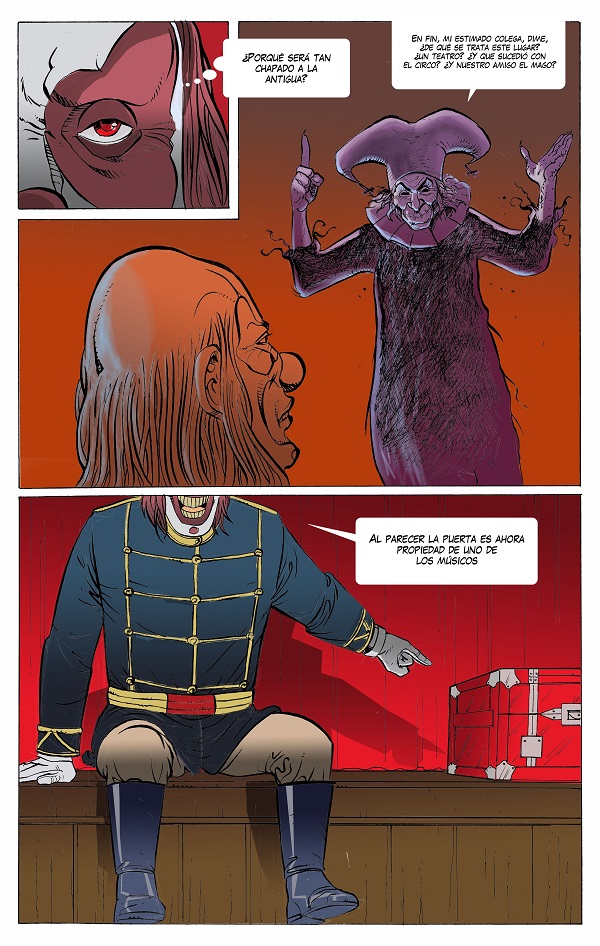 ¿PORQUÉ SERÁ TAN
CHAPADO A LA
ANTIGUA?
EN FIN, MI ESTIMADO COLEGA, DIME,
¿DE QUÉ SE TRATA ESTE LUGAR?
¿UN TEATRO? ¿Y QUE SUCEDIÓ CON
EL CIRCO? ¿Y NUESTRO AMIGO EL MAGO?
AL PARECER LA PUERTA ES AHORA
PROPIEDAD DE UNO DE
LOS MÚSICOS